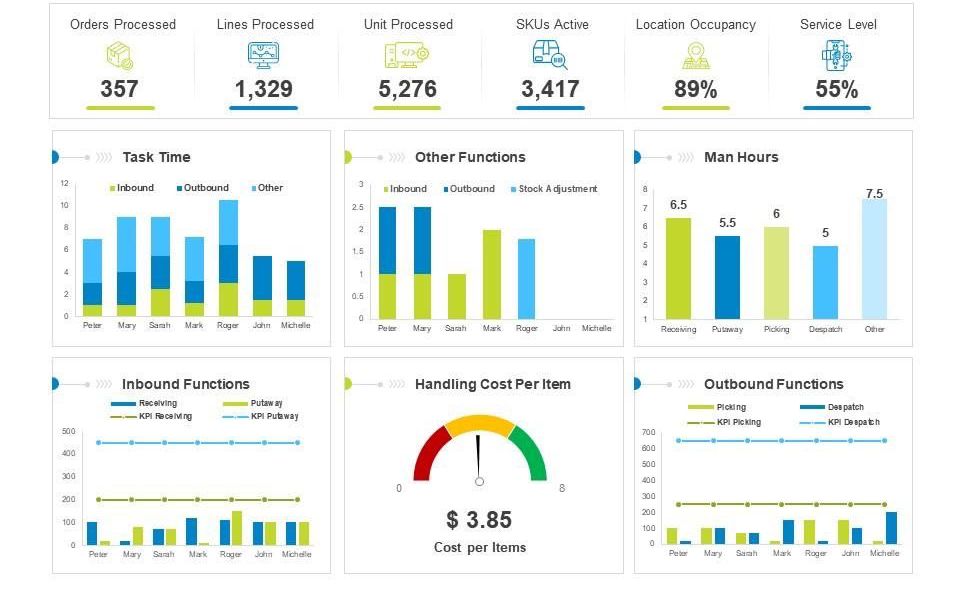 Orders Processed Lines Processed Unit Processed SKUs Active Location Occupancy Service Level
357 1,329 5,276 3,417 89% 55%
Task Time
Inbound Outbound Other
12
10
8
6
4
2
0
Peter Mary Sarah Mark Roger John Michelle
Other Functions
Inbound Outbound Stock Adjustment
3
2.5
2
1.5
1
0.5
0
Peter Mary Sarah Mark Roger John Michelle
Man Hours
8
7
6
5
4
3
2
1
6.5 5.5 6 5 7.5
Receiving Putaway Picking Despatch Other
Inbound Functions
Receiving Putaway
KPI Receiving KPI Putaway
500
400
300
200
100
0
Peter Mary Sarah Mark Roger John Michelle
Handling Cost Per Item
0 8
$ 3.85
Cost per Items
Outbound Functions
Picking Despatch
KPI Picking KPI Despatch
700
600
500
400
300
200
100
0
Peter Mary Sarah Mark Roger John Michelle